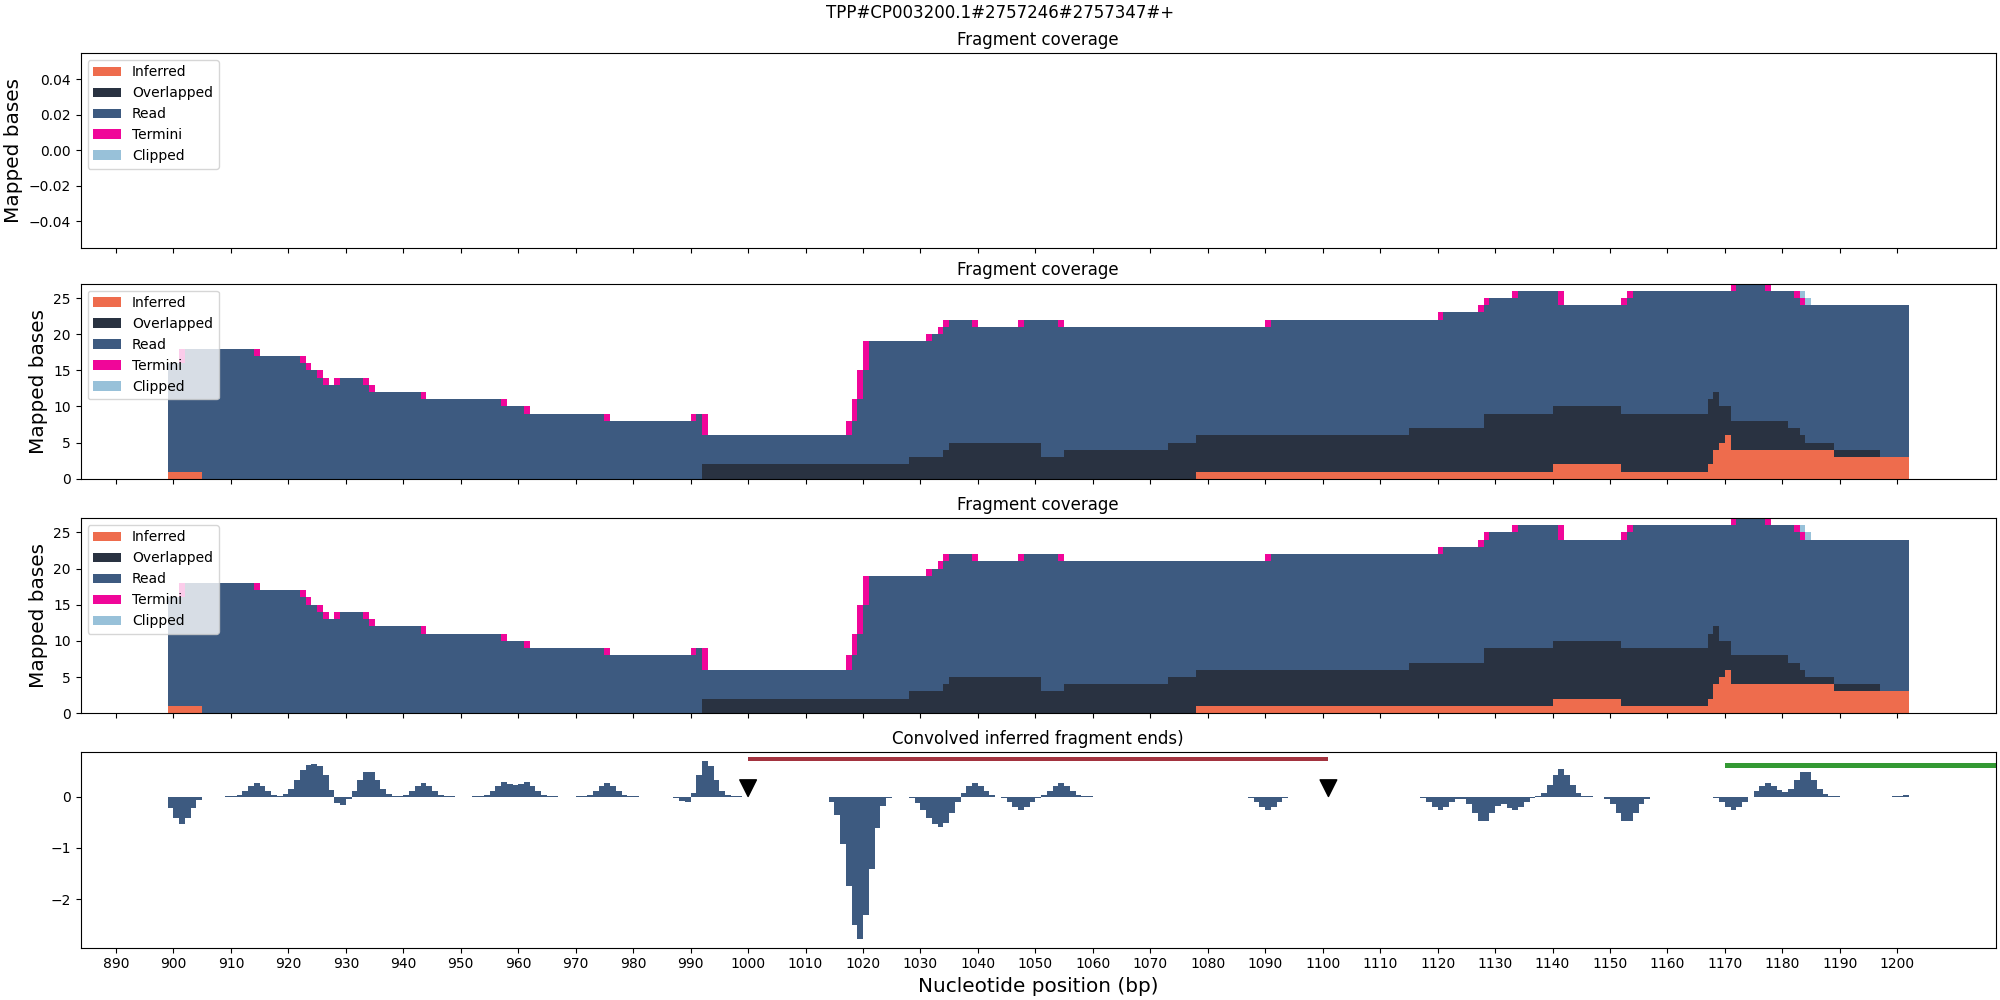 TPP#CP003200.1#2757246#2757347#+
Fragment coverage
Mapped bases
0.04
0.02
0.00
−0.02
−0.04
Inferred
Overlapped
Read
Termini
Clipped
Fragment coverage
Mapped bases
25
20
15
10
5
0
Inferred
Overlapped
Read
Termini
Clipped
Fragment coverage
Mapped bases
25
20
15
10
5
0
Inferred
Overlapped
Read
Termini
Clipped
Convolved inferred fragment ends)
0
−1
−2
890 900 910 920 930 940 950 960 970 980 990 1000 1010 1020 1030 1040 1050 1060 1070 1080 1090 1100 1110 1120 1130 1140 1150 1160 1170 1180 1190 1200
Nucleotide position (bp)